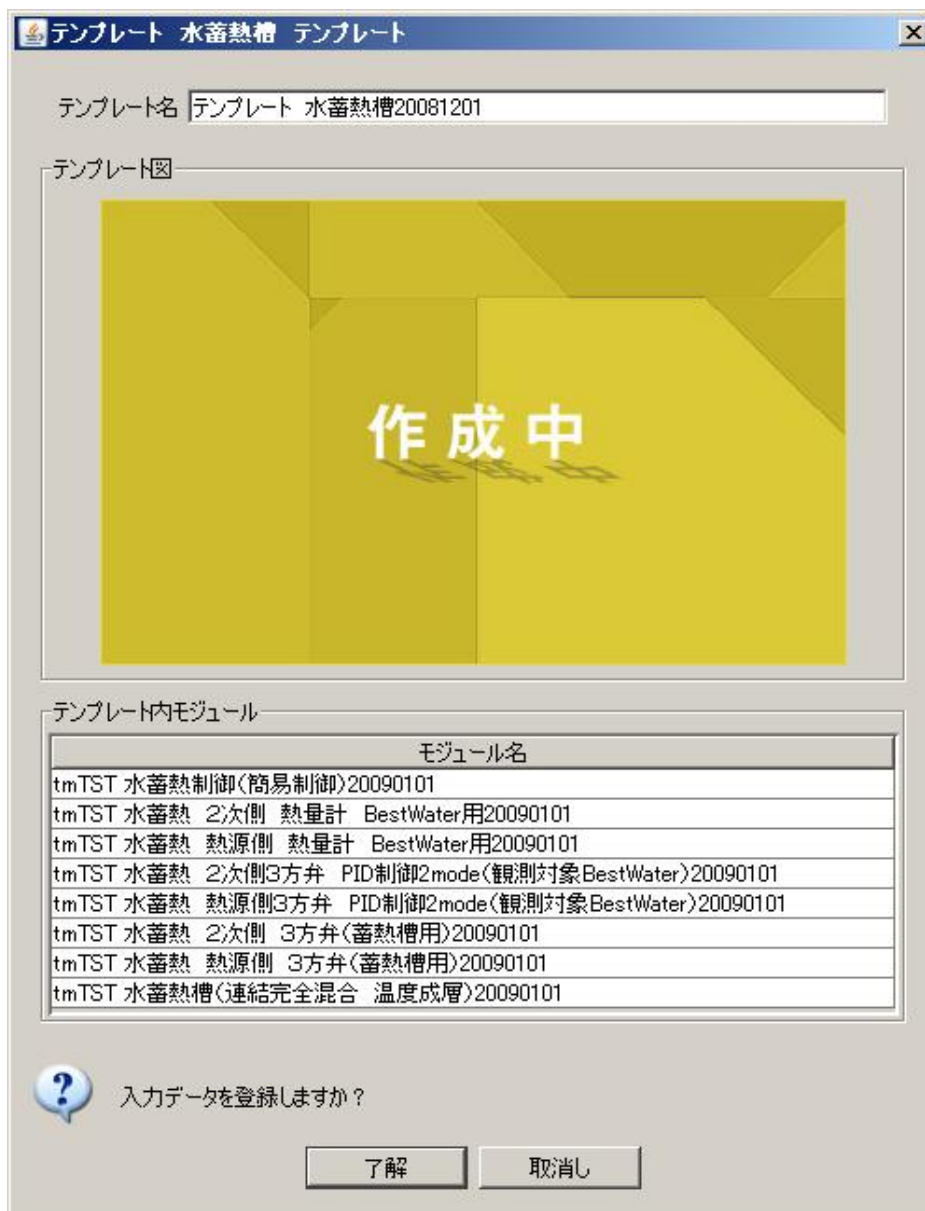 テンプレート 水蓄熱槽 テンプレート
テンプレート名 テンプレート 水蓄熱槽20081201
テンプレート図
作成中
テンプレート内モジュール
モジュール名
tmTST 水蓄熱制御(簡易制御)20090101
tmTST 水蓄熱 2次側 熱量計 BestWater用20090101
tmTST 水蓄熱 熱源側 熱量計 BestWater用20090101
tmTST 水蓄熱 2次側3方弁 PID制御2mode(観測対象BestWater)20090101
tmTST 水蓄熱 熱源側3方弁 PID制御2mode(観測対象BestWater)20090101
tmTST 水蓄熱 2次側 3方弁(蓄熱槽用)20090101
tmTST 水蓄熱 熱源側 3方弁(蓄熱槽用)20090101
tmTST 水蓄熱槽(連結完全混合 温度成層)20090101
入力データを登録しますか?
了解 取消し